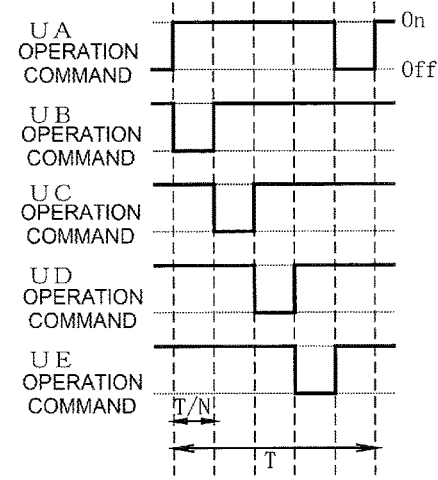 UA
OPERATION
COMMAND
On
Off
UB
OPERATION
COMMAND
UC
OPERATION
COMMAND
UD
OPERATION
COMMAND
UE
OPERATION
COMMAND
T/N
T